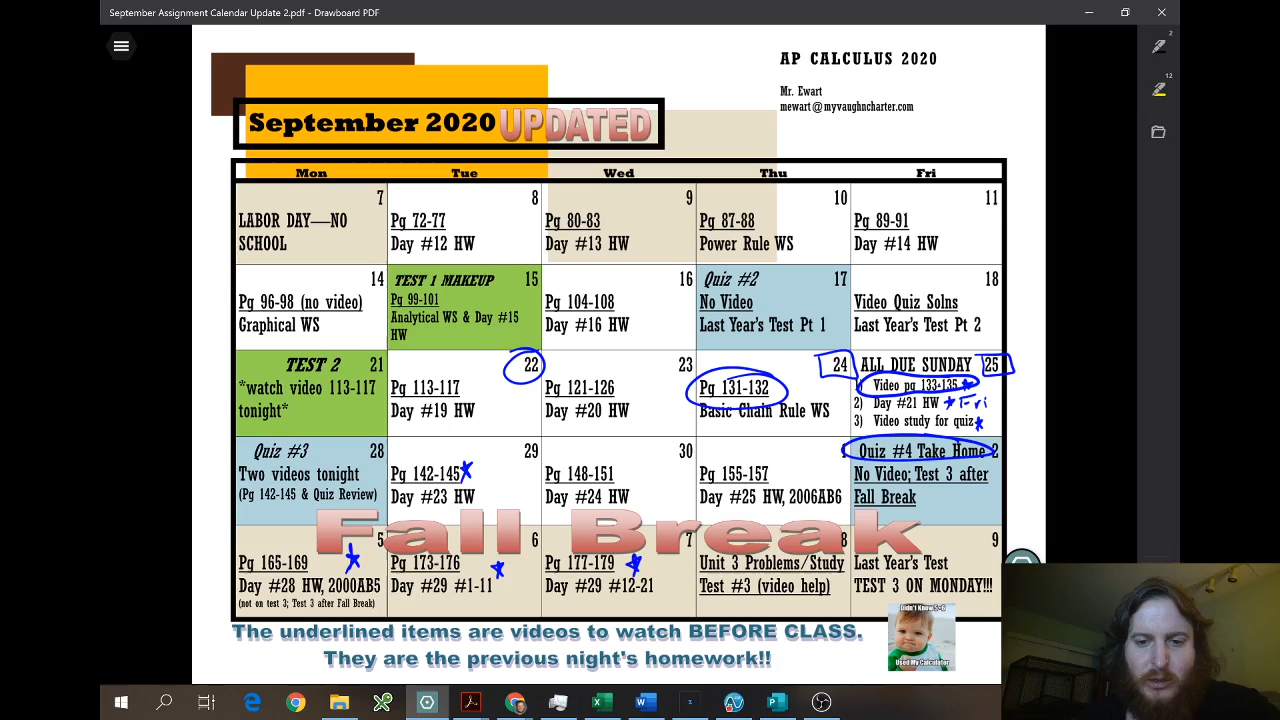 September Assignment Calendar Update 2.pdf - Drawboard PDF
2
12
AP CALCULUS 2020
Mr. Ewart
mewart@myvaughncharter.com
September 2020 UPDATED
Mon Tue Wed Thu Fri
7
LABOR DAY—NO
SCHOOL
8
Pg 72-77
Day #12 HW
9
Pg 80-83
Day #13 HW
10
Pg 87-88
Power Rule WS
11
Pg 89-91
Day #14 HW
14
Pg 96-98 (no video)
Graphical WS
TEST 1 MAKEUP 15
Pg 99-101
Analytical WS & Day #15
HW
16
Pg 104-108
Day #16 HW
Quiz #2 17
No Video
Last Year's Test Pt 1
18
Video Quiz Solns
Last Year's Test Pt 2
TEST 2 21
*watch video 113-117
tonight*
22
Pg 113-117
Day #19 HW
23
Pg 121-126
Day #20 HW
24
Pg 131-132
Basic Chain Rule WS
ALL DUE SUNDAY 25
1) Video pg 133-135
2) Day #21 HW Fri
3) Video study for quiz
Quiz #3 28
Two videos tonight
(Pg 142-145 & Quiz Review)
29
Pg 142-145
Day #23 HW
30
Pg 148-151
Day #24 HW
Pg 155-157
Day #25 HW, 2006AB6
Quiz #4 Take Home 2
No Video; Test 3 after
Fall Break
Fall Break
5
Pg 165-169
Day #28 HW, 2000AB5
(not on test 3; Test 3 after Fall Break)
6
Pg 173-176
Day #29 #1-11
7
Pg 177-179
Day #29 #12-21
8
Unit 3 Problems/Study
Test #3 (video help)
9
Last Year's Test
TEST 3 ON MONDAY!!!
Didn't Know 5+6
Used My Calculator
The underlined items are videos to watch BEFORE CLASS.
They are the previous night's homework!!